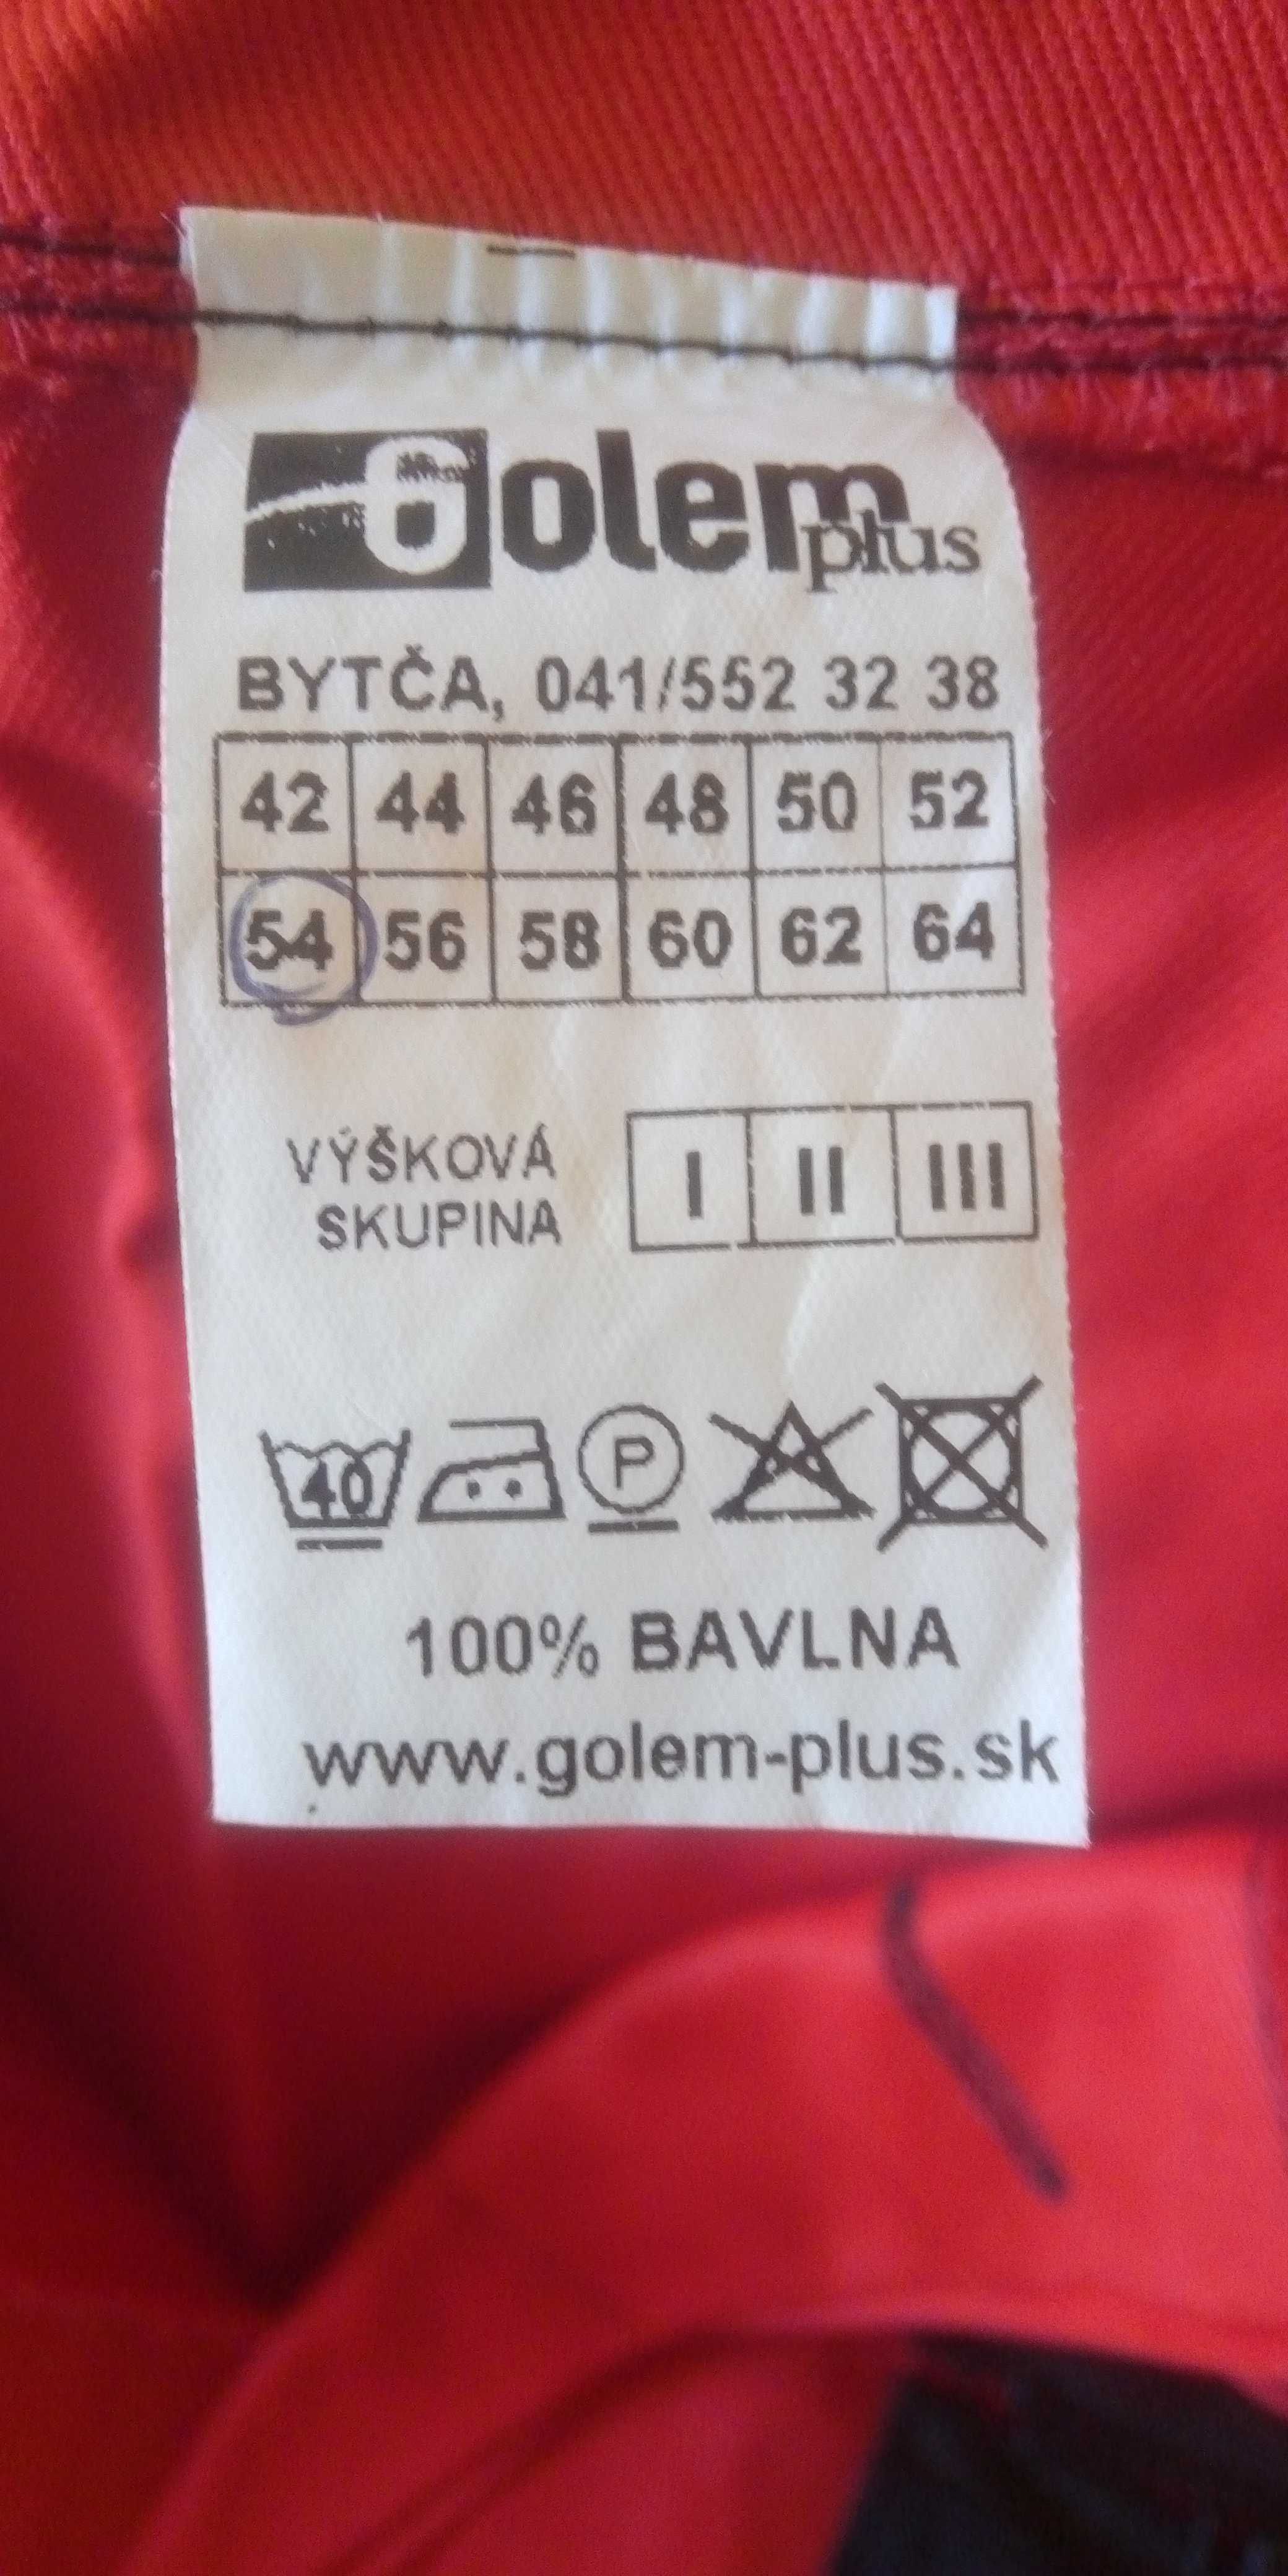 Golem plus
BYTČA, 041/552 32 38
42 44 46 48 50 52
54 56 58 60 62 64
VÝŠKOVÁ
SKUPINA
I II III
40 P
100% BAVLNA
www.golem-plus.sk